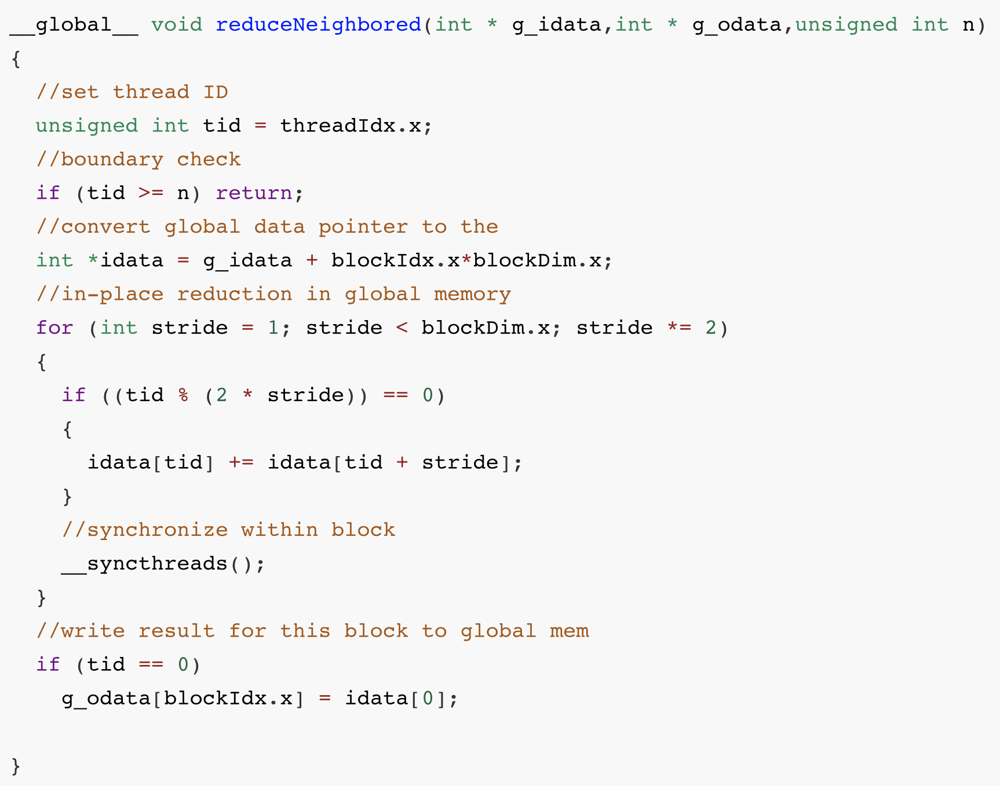 __global__ void reduceNeighbored(int * g_idata,int * g_odata,unsigned int n)
{
  //set thread ID
  unsigned int tid = threadIdx.x;
  //boundary check
  if (tid >= n) return;
  //convert global data pointer to the
  int *idata = g_idata + blockIdx.x*blockDim.x;
  //in-place reduction in global memory
  for (int stride = 1; stride < blockDim.x; stride *= 2)
  {
    if ((tid % (2 * stride)) == 0)
    {
      idata[tid] += idata[tid + stride];
    }
    //synchronize within block
    __syncthreads();
  }
  //write result for this block to global mem
  if (tid == 0)
    g_odata[blockIdx.x] = idata[0];

}